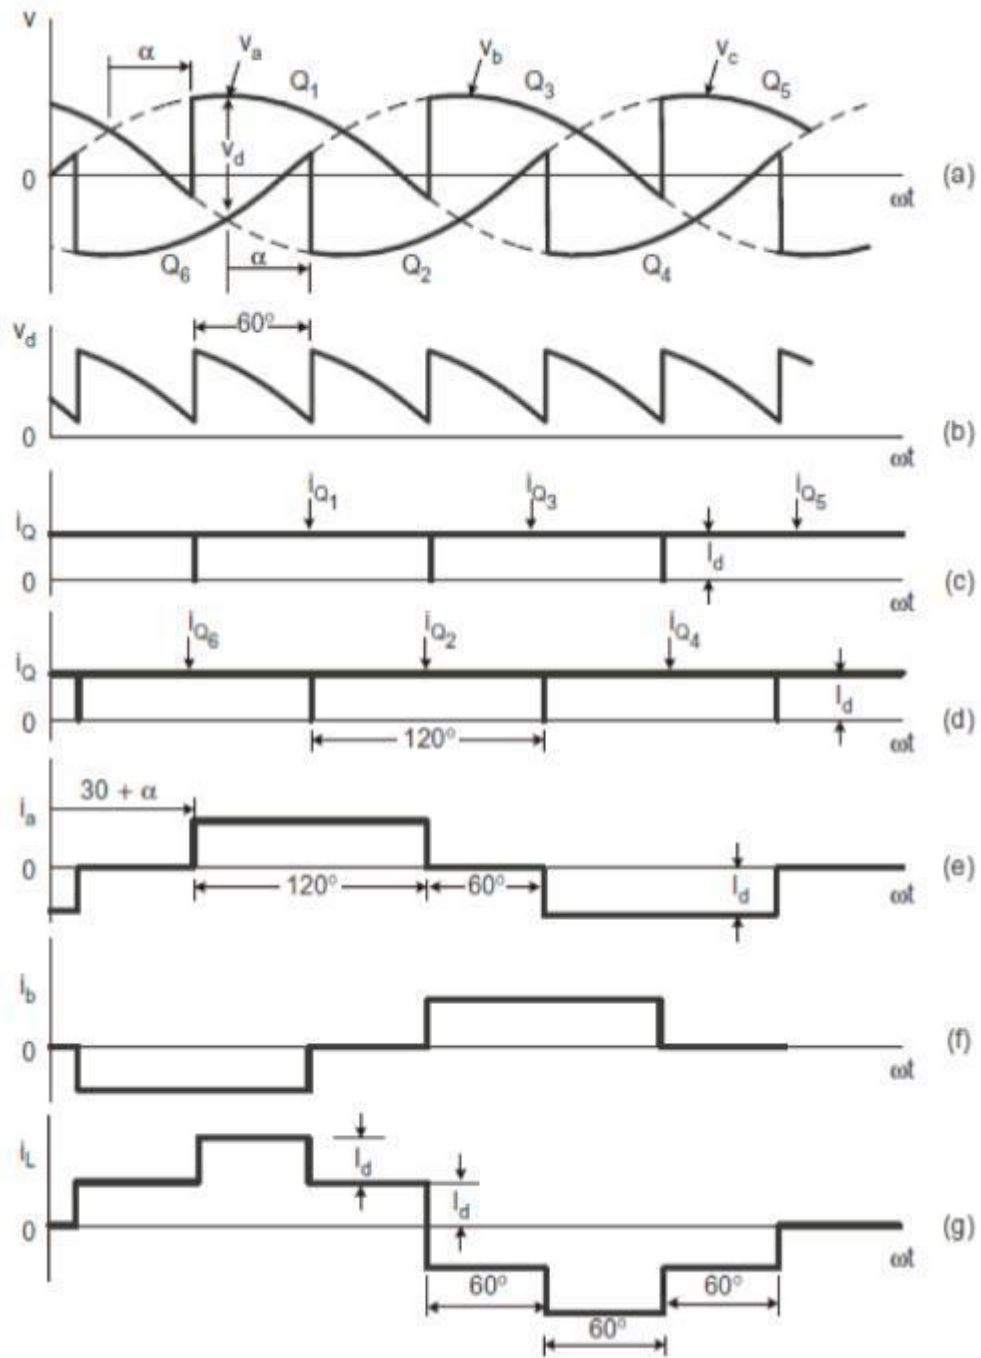 v
α
v_a
Q_1
v_b
Q_3
v_c
Q_5
v_d
0
(a)
ωt
Q_6
α
Q_2
Q_4
v_d
60°
0
(b)
ωt
i_Q1
i_Q3
i_Q5
i_Q
I_d
0
(c)
ωt
i_Q6
i_Q2
i_Q4
i_Q
I_d
0
(d)
120°
ωt
30 + α
i_a
0
(e)
120°
60°
I_d
ωt
i_b
0
(f)
ωt
i_L
I_d
I_d
0
(g)
ωt
60°
60°
60°